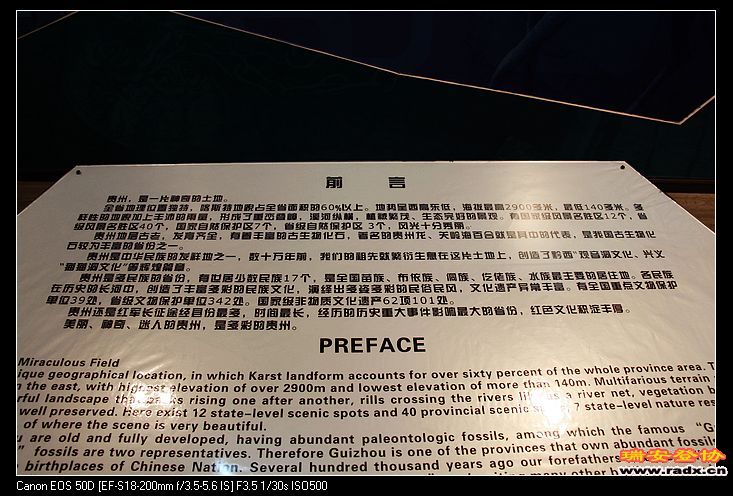 前 言
贵州，是一片神奇的土地。
全省地理位置独特，喀斯特地貌占全省面积的60%以上。地势呈西高东低，海拔最高2900多米，最低140多米。多
样性的地貌加上丰沛的雨量，形成了重峦叠嶂，溪河纵横，植被繁茂、生态完好的景观。有国家级风景名胜区12个，省
级风景名胜区40个，国家自然保护区7个，省级自然保护区 3个，风光十分秀丽。
贵州地层古老，发育齐全，有着丰富的古生物化石，著名的贵州龙、关岭海百合就是其中的代表，是我国古生物化
石较为丰富的省份之一。
贵州是中华民族的发祥地之一，数十万年前，我们的祖先就繁衍生息在这片土地上，创造了黔西“观音洞文化、兴义
“猫猫洞文化”等辉煌篇章。
贵州是多民族的省份，有世居少数民族17个，是全国苗族、布依族、侗族、仡佬族、水族最主要的居住地。各民族
在历史的长河中，创造了丰富多彩的民族文化，演绎出多姿多彩的民俗民风，文化遗产异常丰富。有全国重点文物保护
单位39处，省级文物保护单位342处。国家级非物质文化遗产62项101处。
贵州还是红军长征途经省份最多，时间最长，经历的历史重大事件影响最大的省份，红色文化积淀丰厚。
美丽、神奇、迷人的贵州，是多彩的贵州。
PREFACE
Miraculous Field
ique geographical location, in which Karst landform accounts for over sixty percent of the whole province area. T
n the east, with highest elevation of over 2900m and lowest elevation of more than 140m. Multifarious terrain
rful landscape that peaks rising one after another, rills crossing the rivers like as a river net, vegetation b
well preserved. Here exist 12 state-level scenic spots and 40 provincial scenic spots, 7 state-level nature res
of where the scenic is very beautiful.
u are old and fully developed, having abundant paleontologic fossils, among which the famous "G
" fossils are two representatives. Therefore Guizhou is one of the provinces that own abundant fossils
birthplaces of Chinese Nation. Several hundred thousand years ago our forefathers
many other
瑞安登协
www.radx.cn
Canon EOS 50D [EF-S18-200mm f/3.5-5.6 IS] F3.5 1/30s ISO500